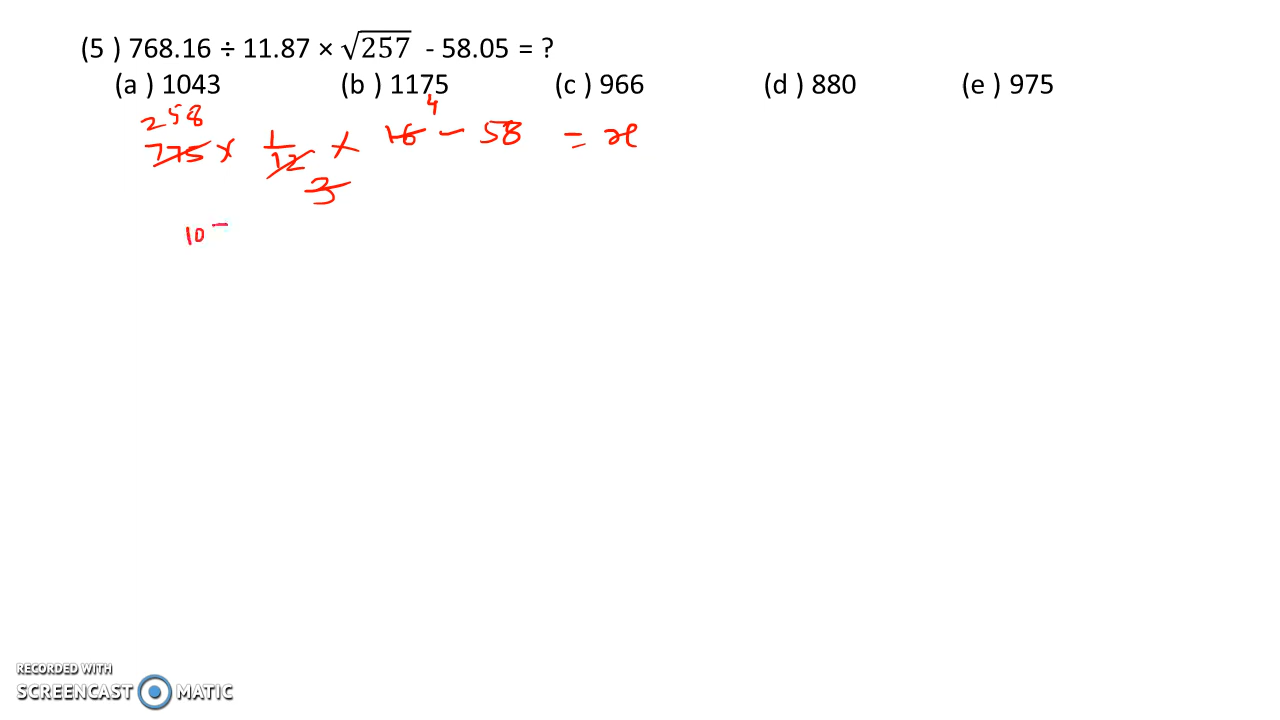 (5 ) 768.16 ÷ 11.87 × √257 - 58.05 = ?
(a ) 1043 (b ) 1175 (c ) 966 (d ) 880 (e ) 975
258 4
775 × 1/12 × 16 - 58 = x
3
10
RECORDED WITH
SCREENCAST MATIC